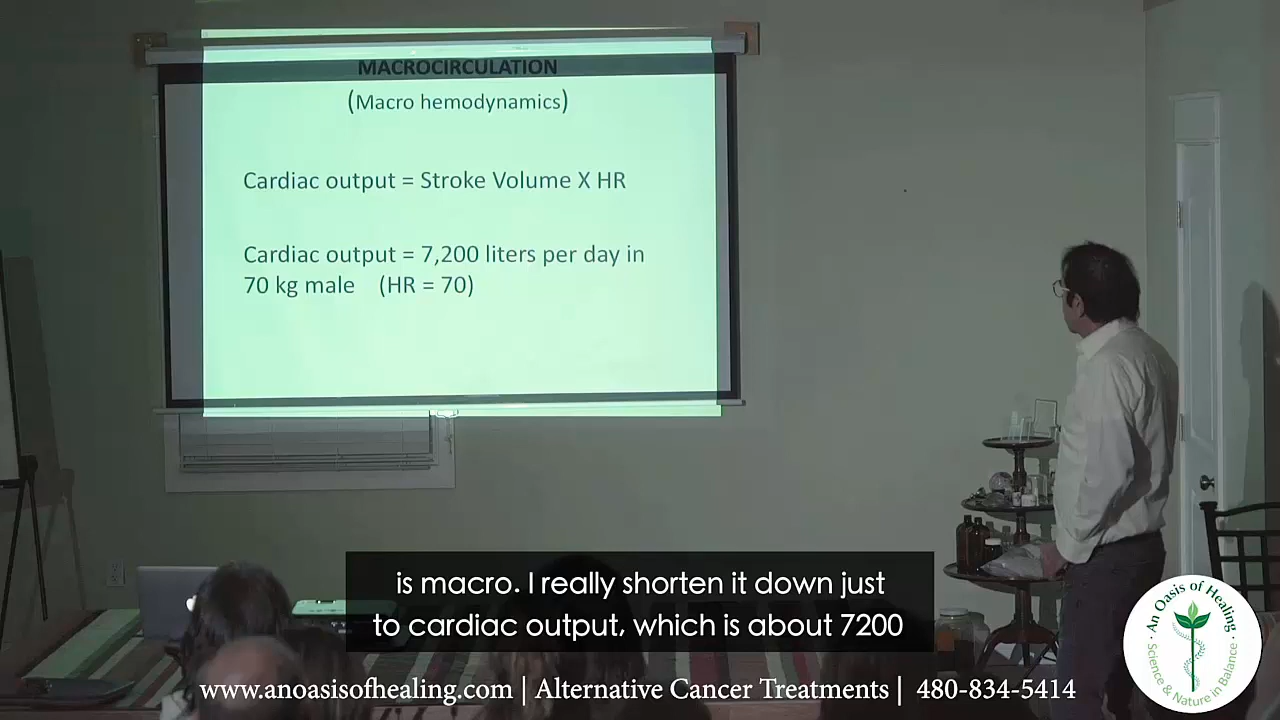 MACROCIRCULATION
(Macro hemodynamics)
Cardiac output = Stroke Volume X HR
Cardiac output = 7,200 liters per day in
70 kg male (HR = 70)
is macro. I really shorten it down just
to cardiac output, which is about 7200
www.anoasisofhealing.com | Alternative Cancer Treatments | 480-834-5414
An Oasis of Healing
Science & Nature in Balance